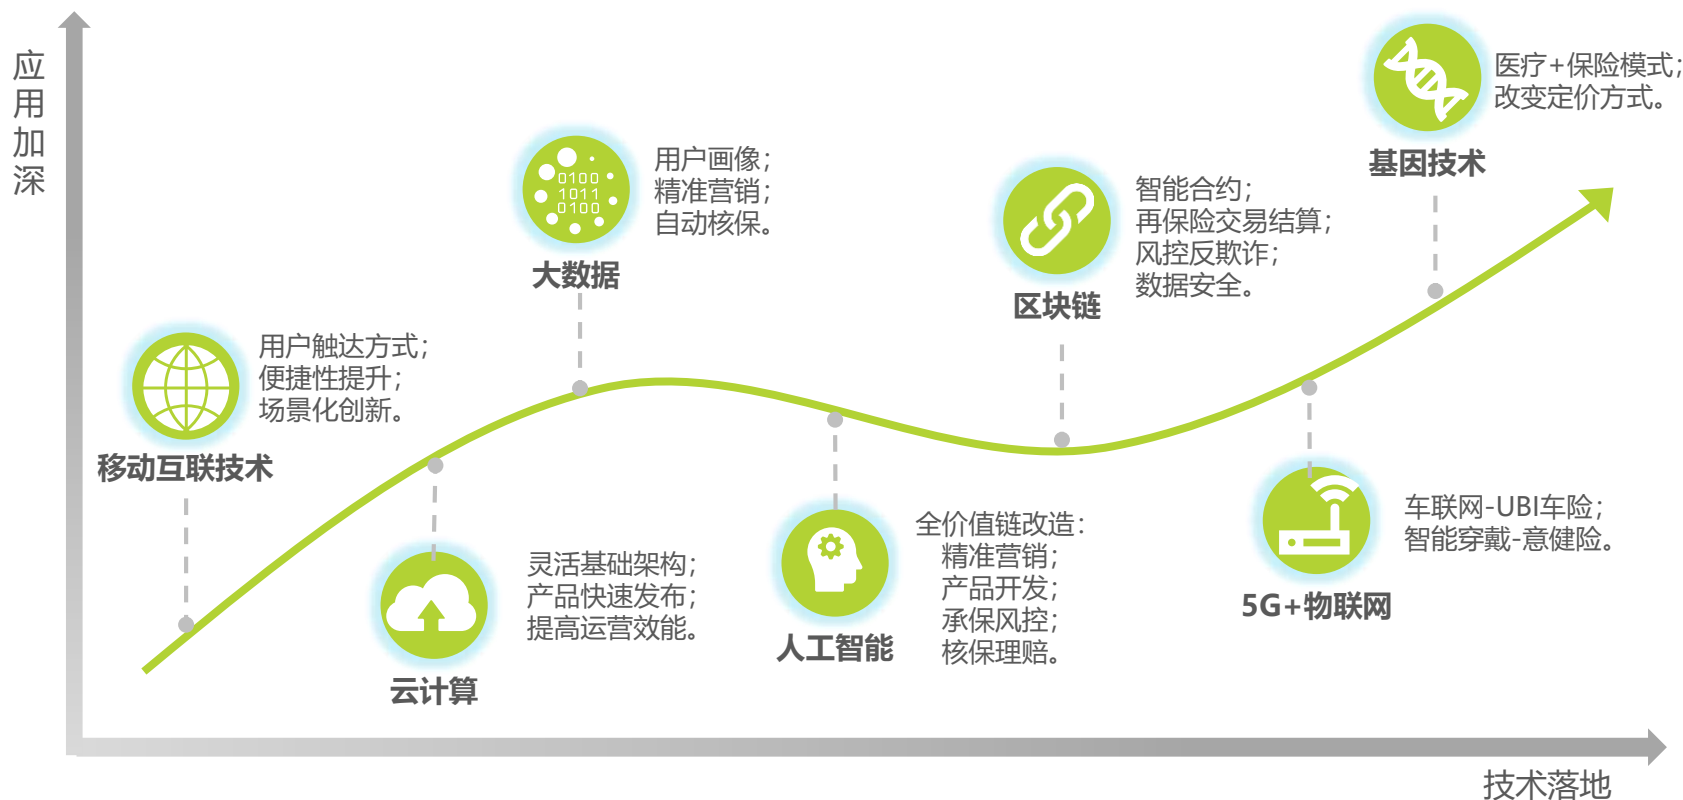 应用加深
移动互联技术
用户触达方式；
便捷性提升；
场景化创新。
云计算
灵活基础架构；
产品快速发布；
提高运营效能。
0100
1011
0100
大数据
用户画像；
精准营销；
自动核保。
人工智能
全价值链改造：
精准营销；
产品开发；
承保风控；
核保理赔。
区块链
智能合约；
再保险交易结算；
风控反欺诈；
数据安全。
5G+物联网
车联网-UBI车险；
智能穿戴-意健险。
基因技术
医疗+保险模式；
改变定价方式。
技术落地